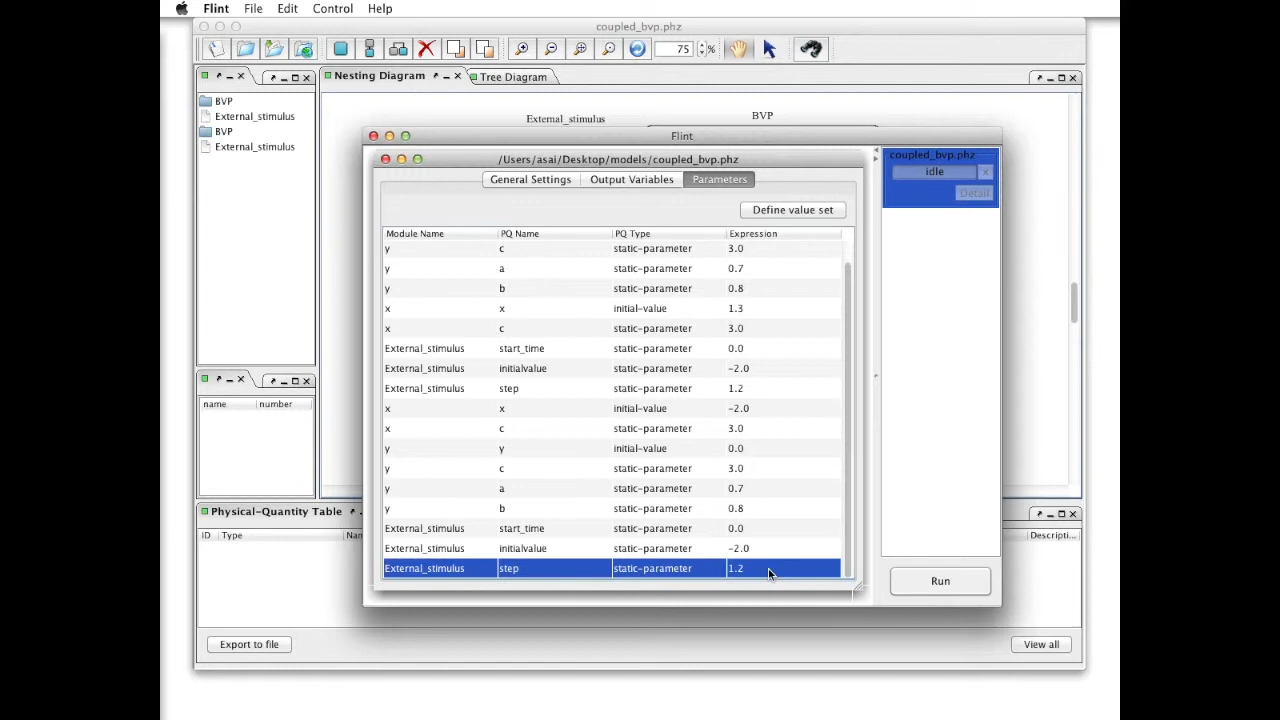 Flint File Edit Control Help
coupled_bvp.phz
75 %
Nesting Diagram Tree Diagram
BVP
External_stimulus
BVP
External_stimulus
External_stimulus BVP
Flint
/Users/asai/Desktop/models/coupled_bvp.phz
General Settings Output Variables Parameters
Define value set
Module Name PQ Name PQ Type Expression
y c static-parameter 3.0
y a static-parameter 0.7
y b static-parameter 0.8
x x initial-value 1.3
x c static-parameter 3.0
External_stimulus start_time static-parameter 0.0
External_stimulus initialvalue static-parameter -2.0
External_stimulus step static-parameter 1.2
x x initial-value -2.0
x c static-parameter 3.0
y y initial-value 0.0
y c static-parameter 3.0
y a static-parameter 0.7
y b static-parameter 0.8
External_stimulus start_time static-parameter 0.0
External_stimulus initialvalue static-parameter -2.0
External_stimulus step static-parameter 1.2
coupled_bvp.phz
idle x
Detail
Run
name number
Physical-Quantity Table
ID Type Nan Descripti...
Export to file View all